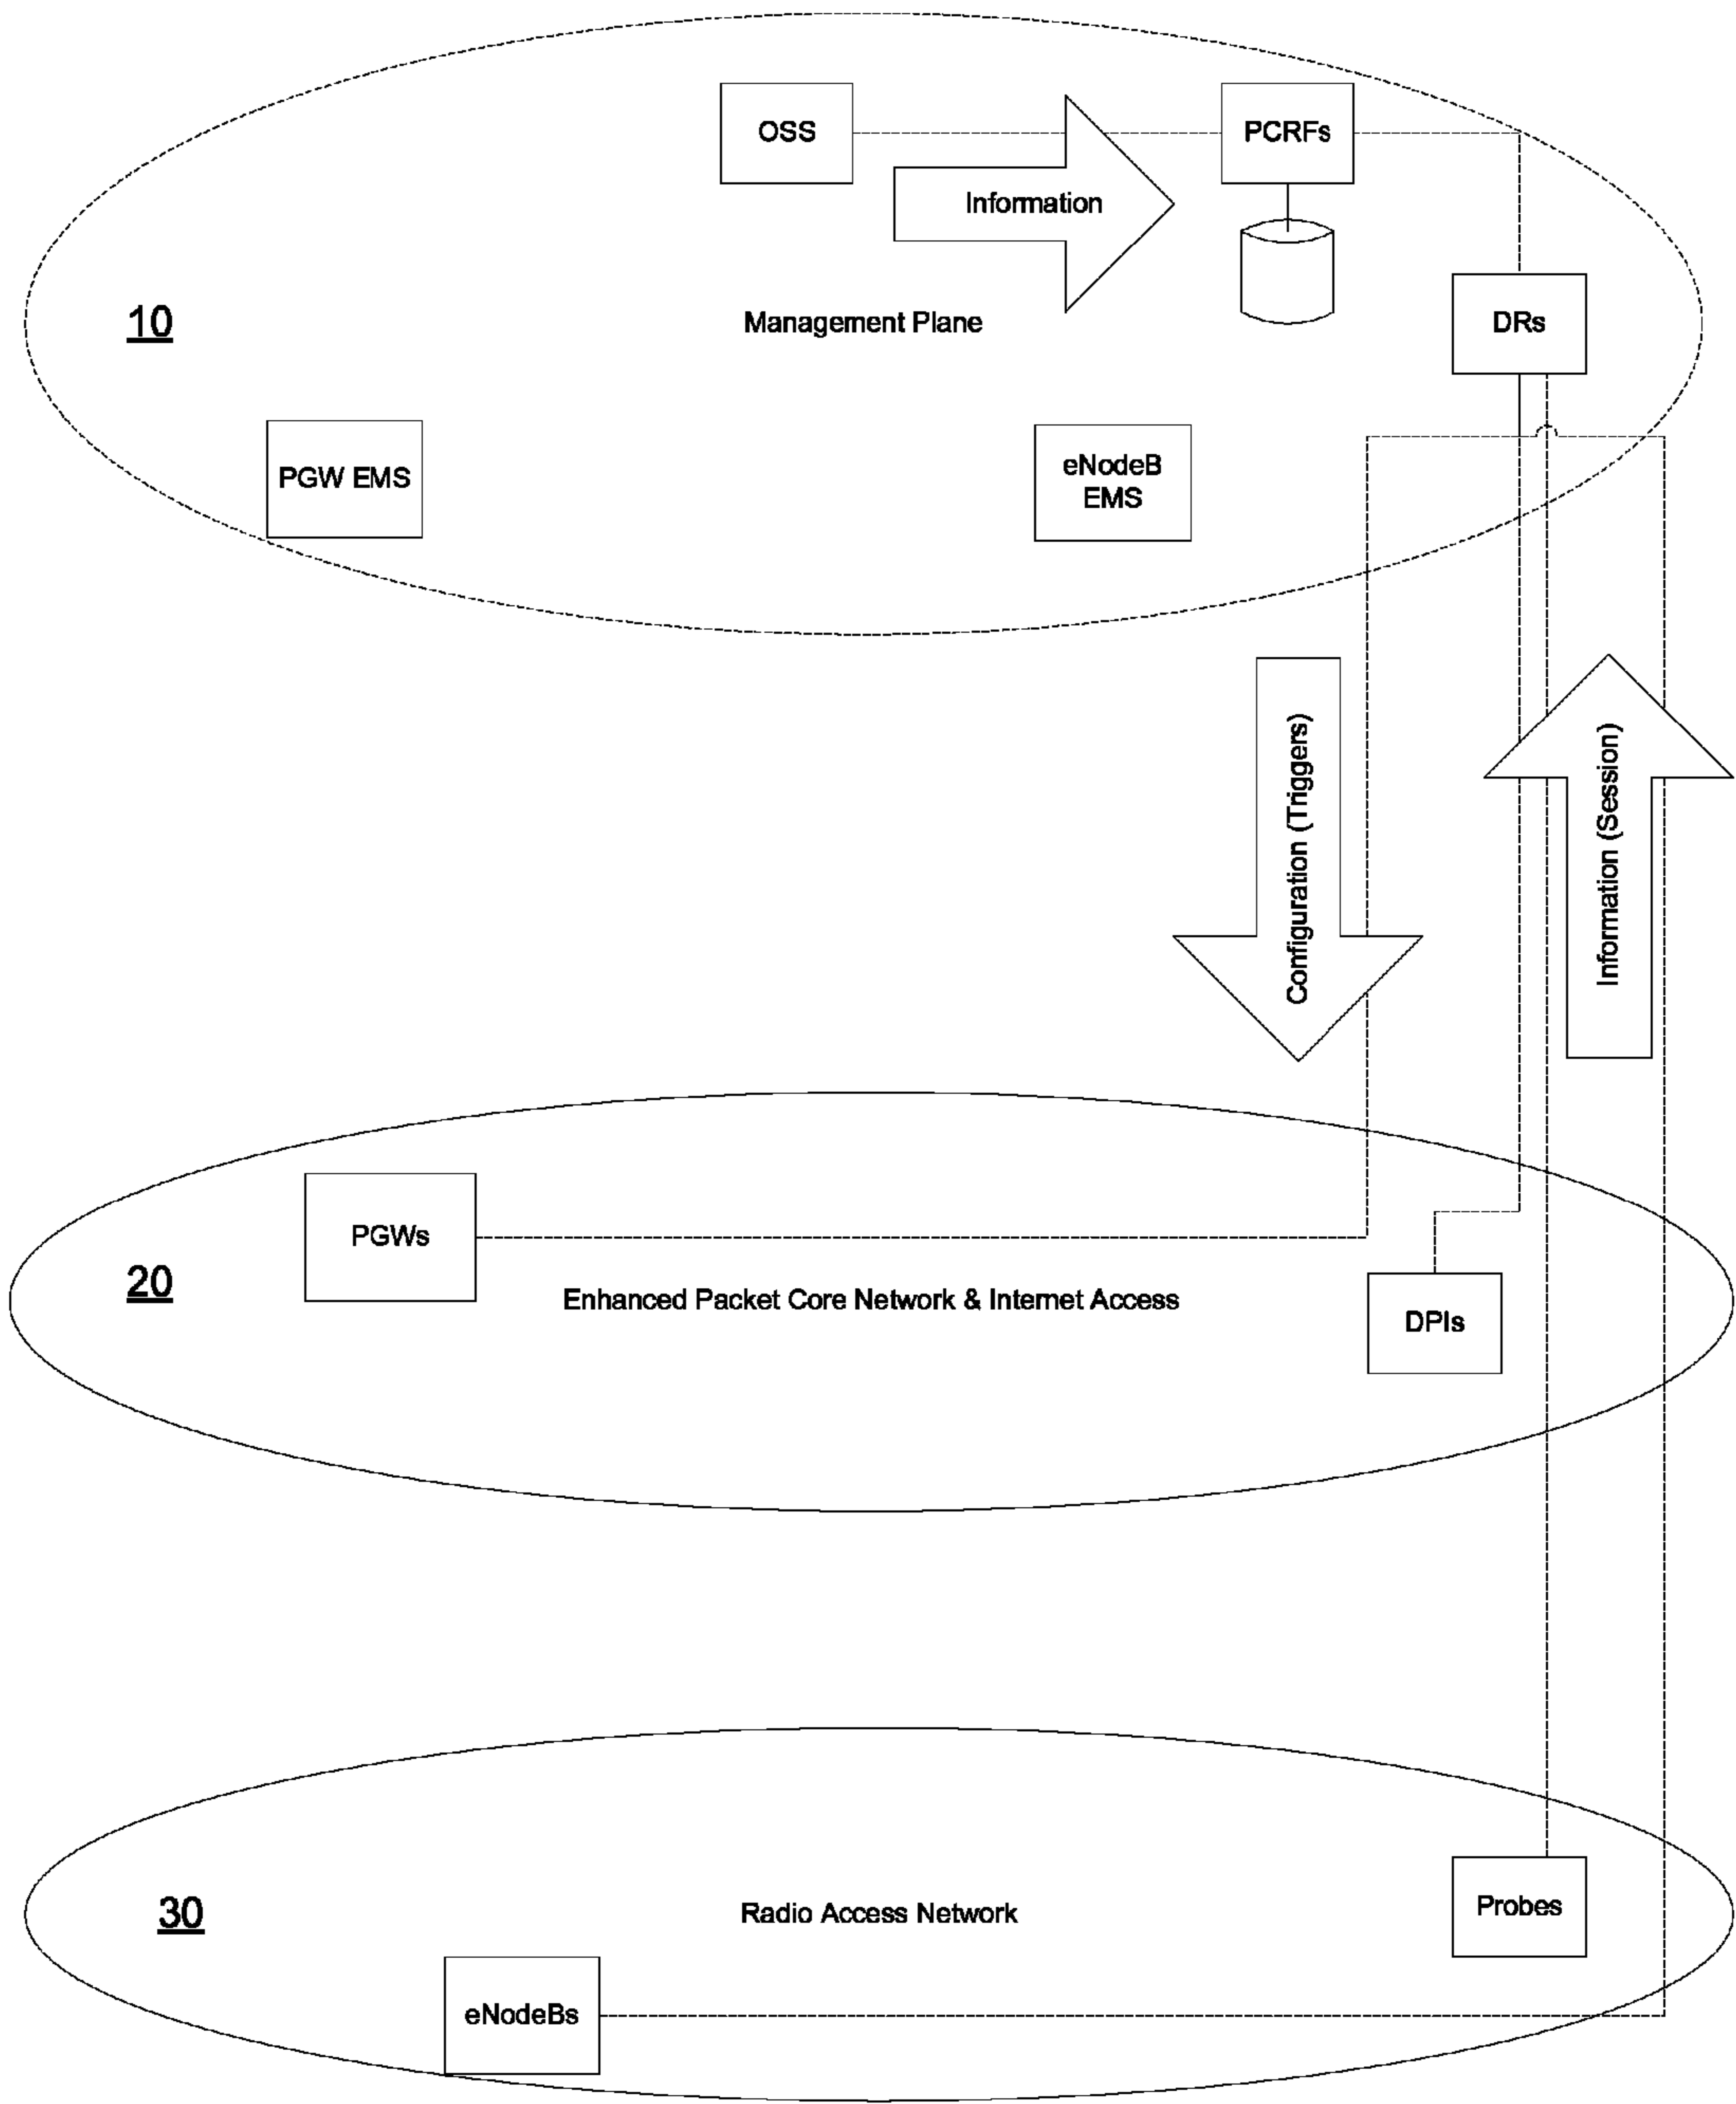 OSS
PCRFs
Information
10
Management Plane
DRs
PGW EMS
eNodeB
EMS
Configuration (Triggers)
Information (Session)
PGWs
20
Enhanced Packet Core Network & Internet Access
DPIs
30
Radio Access Network
Probes
eNodeBs